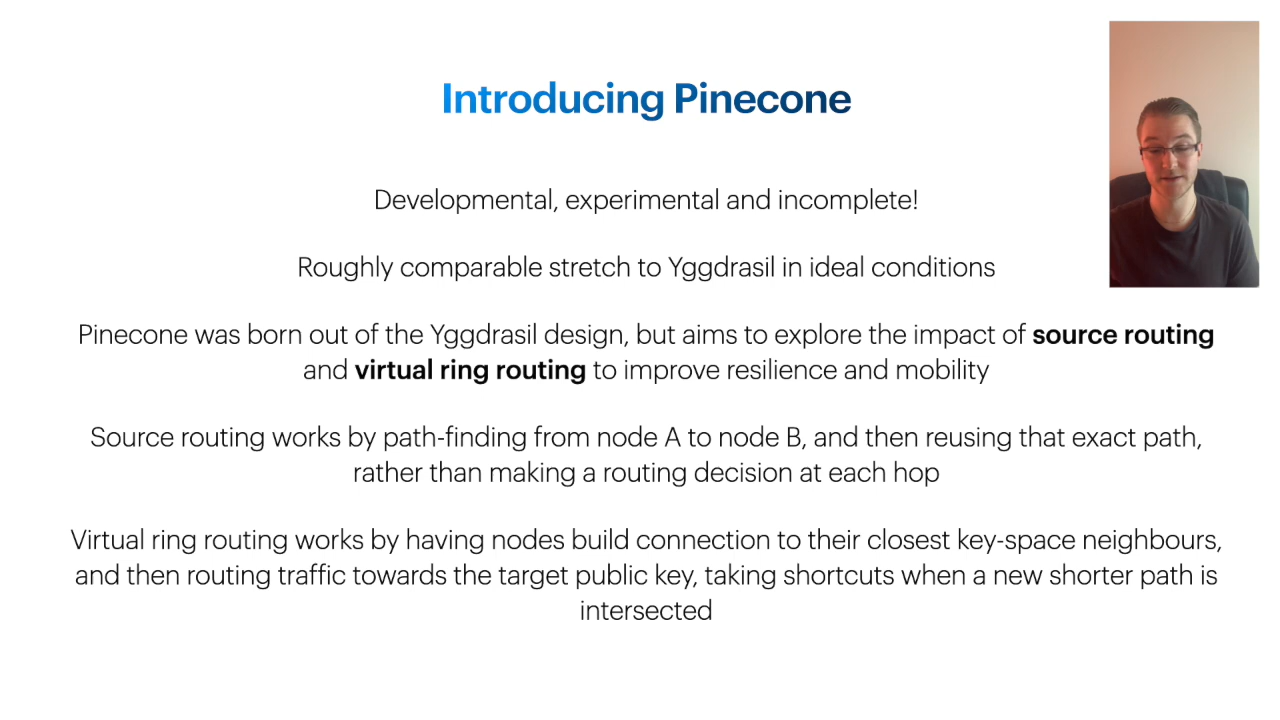 Introducing Pinecone
Developmental, experimental and incomplete!
Roughly comparable stretch to Yggdrasil in ideal conditions
Pinecone was born out of the Yggdrasil design, but aims to explore the impact of source routing
and virtual ring routing to improve resilience and mobility
Source routing works by path-finding from node A to node B, and then reusing that exact path,
rather than making a routing decision at each hop
Virtual ring routing works by having nodes build connection to their closest key-space neighbours,
and then routing traffic towards the target public key, taking shortcuts when a new shorter path is
intersected